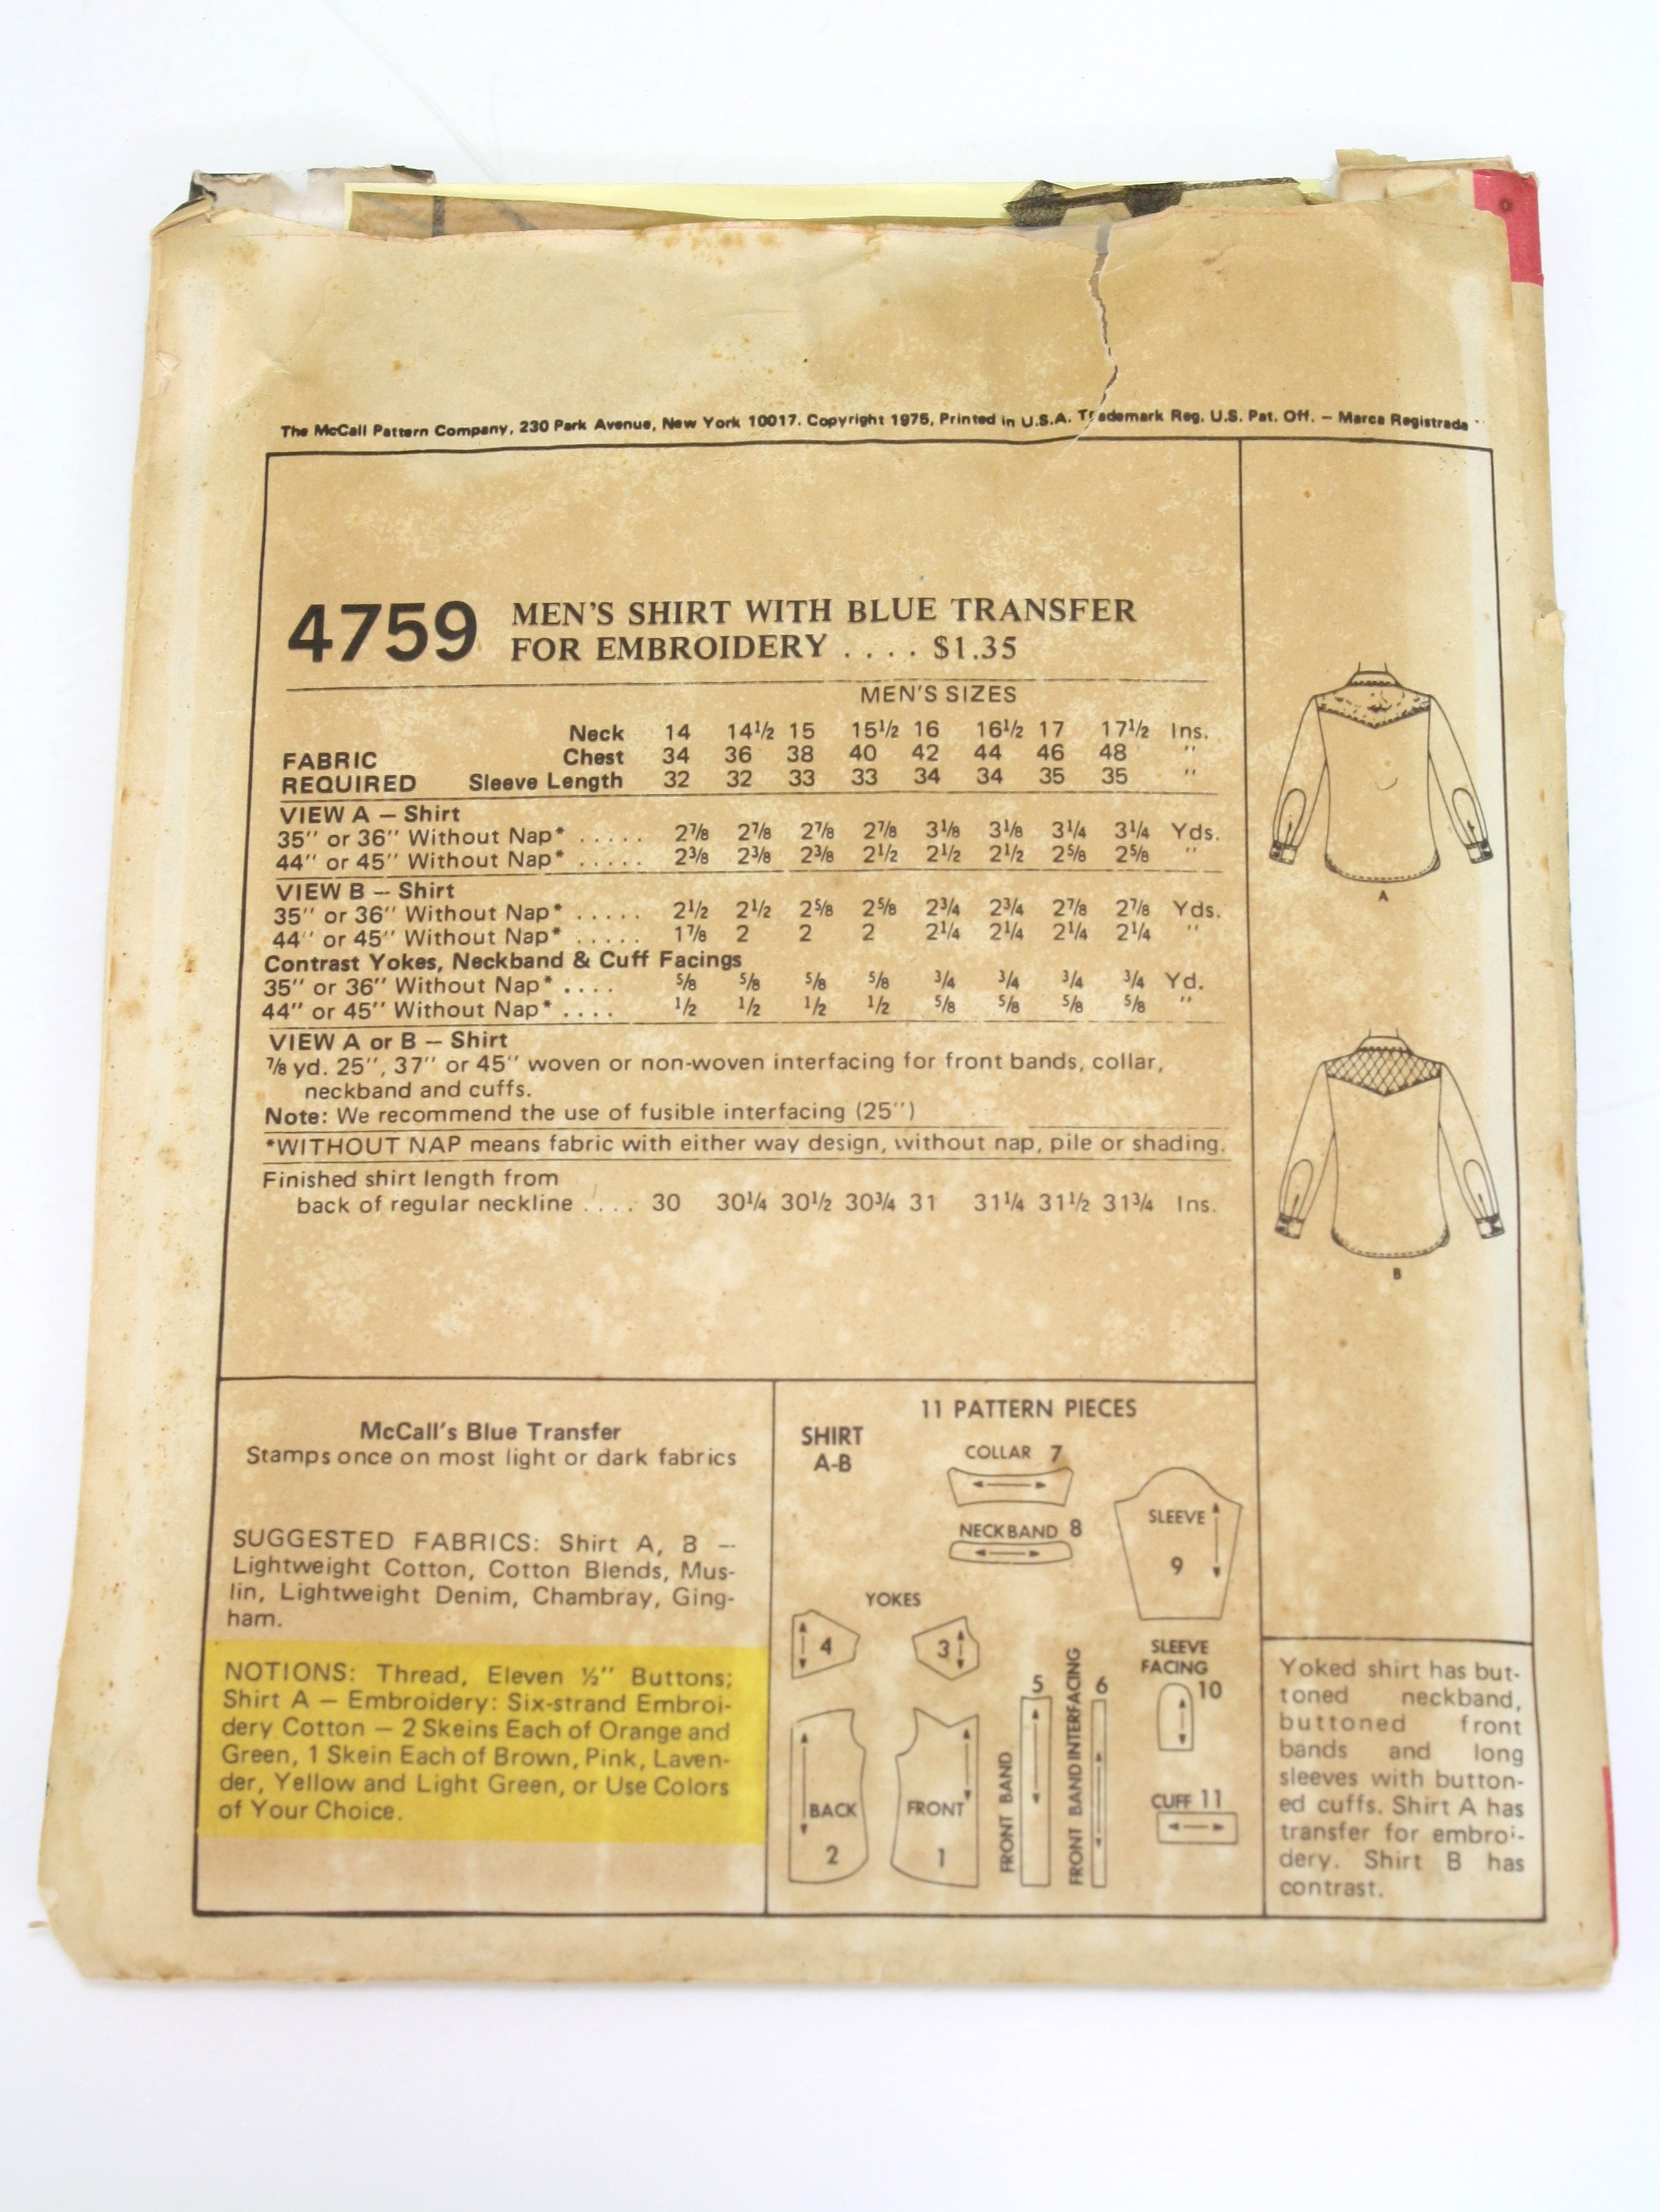 The McCall Pattern Company, 230 Park Avenue, New York 10017. Copyright 1975, Printed in U.S.A. Trademark Reg. U.S. Pat. Off. – Marca Registrada
4759 MEN'S SHIRT WITH BLUE TRANSFER
FOR EMBROIDERY . . . . $1.35
MEN'S SIZES
Neck 14 14½ 15 15½ 16 16½ 17 17½ Ins.
FABRIC Chest 34 36 38 40 42 44 46 48 "
REQUIRED Sleeve Length 32 32 33 33 34 34 35 35 "
VIEW A – Shirt
35" or 36" Without Nap* . . . . . 2⅞ 2⅞ 2⅞ 2⅞ 3⅛ 3⅛ 3¼ 3¼ Yds.
44" or 45" Without Nap* . . . . . 2⅜ 2⅜ 2⅜ 2½ 2½ 2½ 2⅝ 2⅝ "
VIEW B – Shirt
35" or 36" Without Nap* . . . . . 2½ 2½ 2⅝ 2⅝ 2¾ 2¾ 2⅞ 2⅞ Yds.
44" or 45" Without Nap* . . . . . 1⅞ 2 2 2 2¼ 2¼ 2¼ 2¼ "
Contrast Yokes, Neckband & Cuff Facings
35" or 36" Without Nap* . . . . ⅝ ⅝ ⅝ ⅝ ¾ ¾ ¾ ¾ Yd.
44" or 45" Without Nap* . . . . ½ ½ ½ ½ ⅝ ⅝ ⅝ ⅝ "
VIEW A or B – Shirt
⅞ yd. 25", 37" or 45" woven or non-woven interfacing for front bands, collar,
neckband and cuffs.
Note: We recommend the use of fusible interfacing (25")
*WITHOUT NAP means fabric with either way design, without nap, pile or shading.
Finished shirt length from
back of regular neckline . . . . 30 30¼ 30½ 30¾ 31 31¼ 31½ 31¾ Ins.
A
B
McCall's Blue Transfer
Stamps once on most light or dark fabrics
SUGGESTED FABRICS: Shirt A, B –
Lightweight Cotton, Cotton Blends, Mus-
lin, Lightweight Denim, Chambray, Ging-
ham.
NOTIONS: Thread, Eleven ½" Buttons;
Shirt A – Embroidery: Six-strand Embroi-
dery Cotton – 2 Skeins Each of Orange and
Green, 1 Skein Each of Brown, Pink, Laven-
der, Yellow and Light Green, or Use Colors
of Your Choice.
11 PATTERN PIECES
SHIRT
A-B
COLLAR 7
NECKBAND 8
SLEEVE
9
YOKES
4
3
SLEEVE
FACING
10
BACK
2
FRONT
1
FRONT BAND 5
FRONT BAND INTERFACING 6
CUFF 11
Yoked shirt has but-
toned neckband,
buttoned front
bands and long
sleeves with button-
ed cuffs. Shirt A has
transfer for embroi-
dery. Shirt B has
contrast.